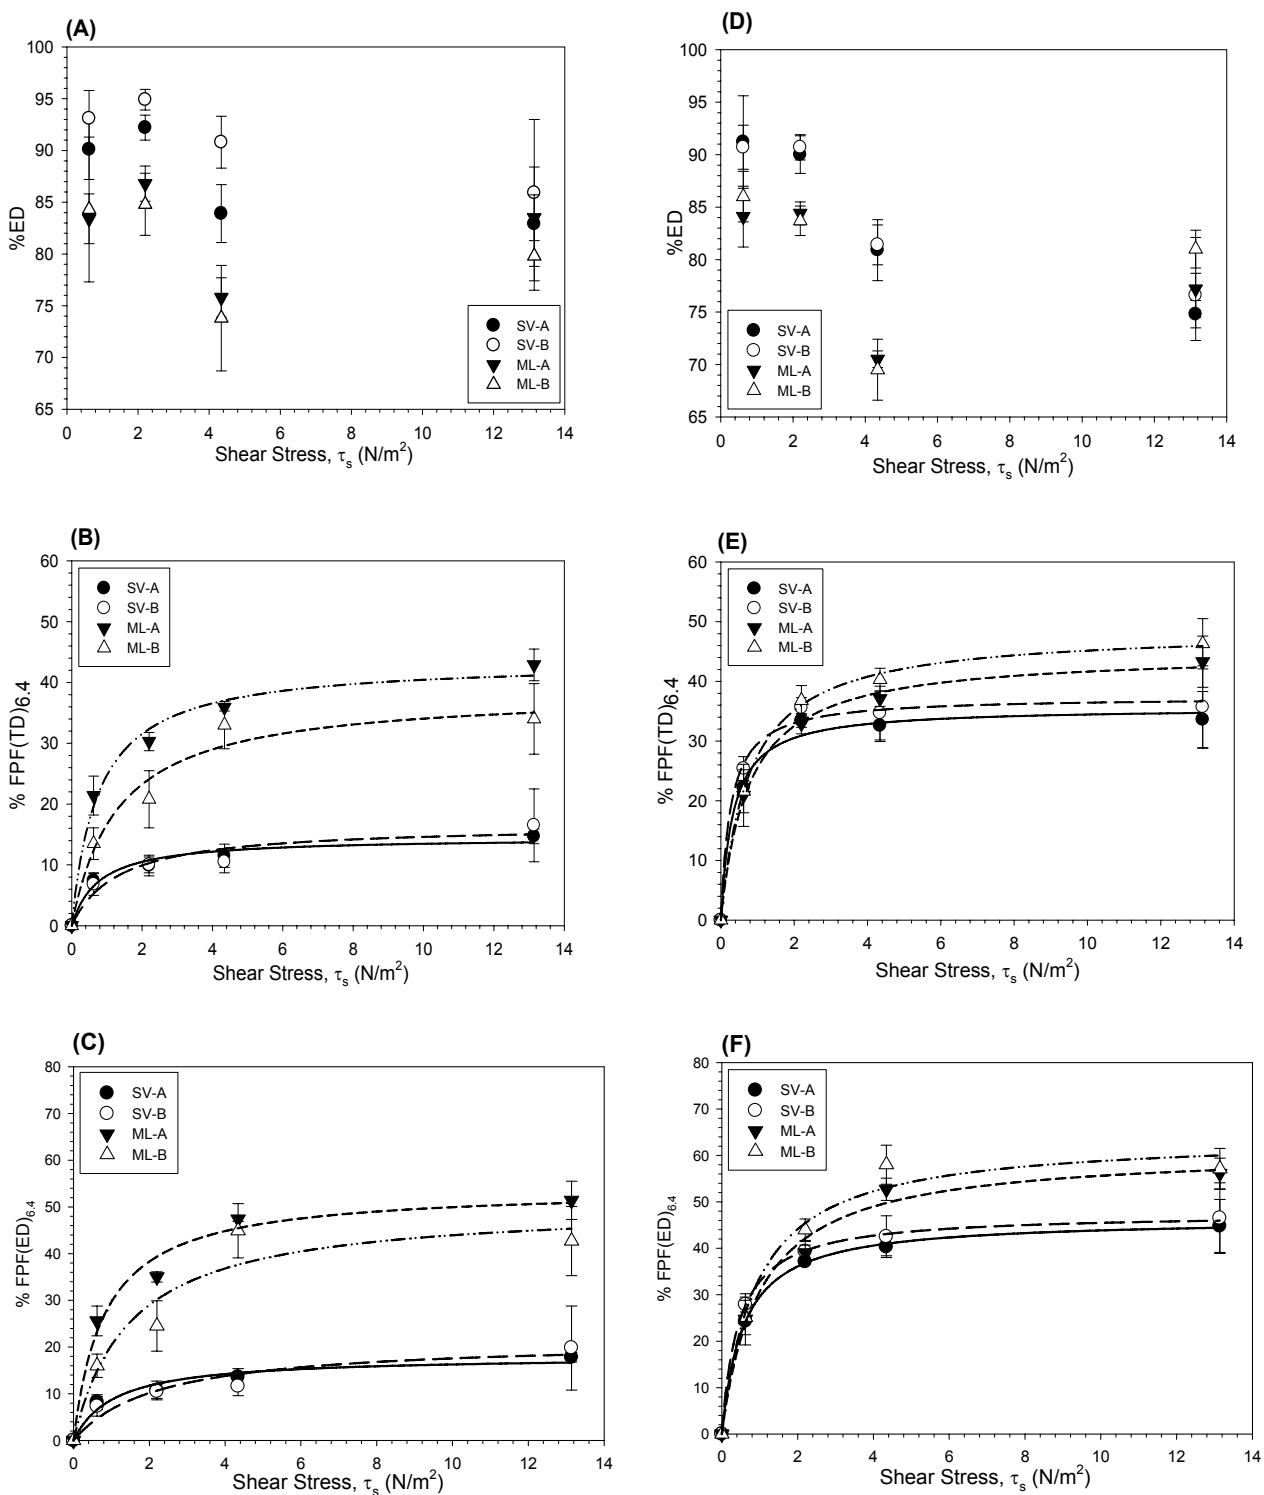 (A)
100
95
90
85
80
75
70
65
%ED
SV-A
SV-B
ML-A
ML-B
0 2 4 6 8 10 12 14
Shear Stress, τs (N/m²)
(D)
100
95
90
85
80
75
70
65
%ED
SV-A
SV-B
ML-A
ML-B
0 2 4 6 8 10 12 14
Shear Stress, τs (N/m²)
(B)
60
50
40
30
20
10
0
% FPF(TD)6.4
SV-A
SV-B
ML-A
ML-B
0 2 4 6 8 10 12 14
Shear Stress, τs (N/m²)
(E)
60
50
40
30
20
10
0
% FPF(TD)6.4
SV-A
SV-B
ML-A
ML-B
0 2 4 6 8 10 12 14
Shear Stress, τs (N/m²)
(C)
80
70
60
50
40
30
20
10
0
% FPF(ED)6.4
SV-A
SV-B
ML-A
ML-B
0 2 4 6 8 10 12 14
Shear Stress, τs (N/m²)
(F)
80
70
60
50
40
30
20
10
0
% FPF(ED)6.4
SV-A
SV-B
ML-A
ML-B
0 2 4 6 8 10 12 14
Shear Stress, τs (N/m²)